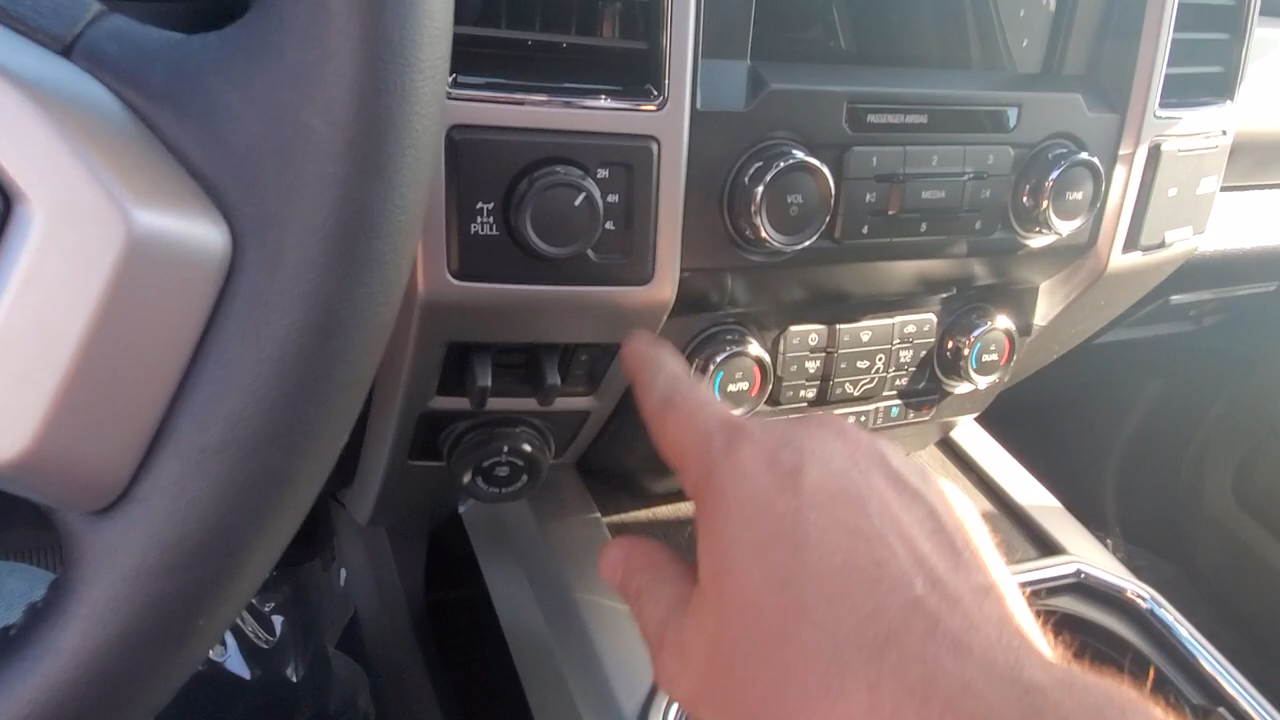 PASSENGER AIRBAG
2H
4H
4L
PULL
VOL
1 2 3
MEDIA
4 5 6
TUNE
AUTO
MAX
R
MAX
A/C
A/C
DUAL